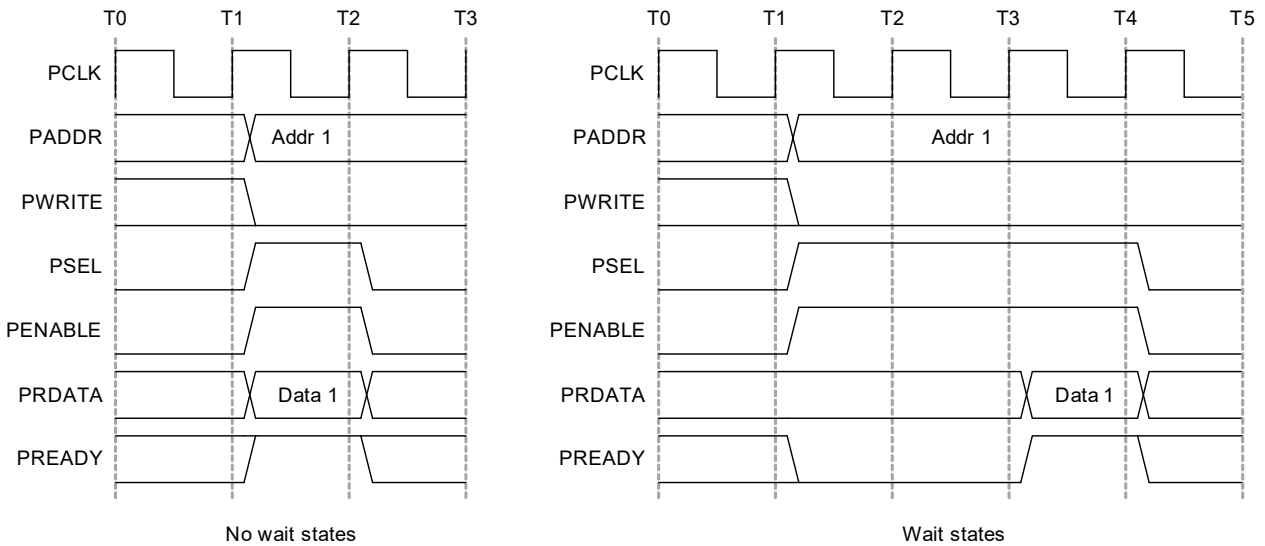 T0 T1 T2 T3
PCLK
PADDR Addr 1
PWRITE
PSEL
PENABLE
PRDATA Data 1
PREADY
No wait states
T0 T1 T2 T3 T4 T5
PCLK
PADDR Addr 1
PWRITE
PSEL
PENABLE
PRDATA Data 1
PREADY
Wait states